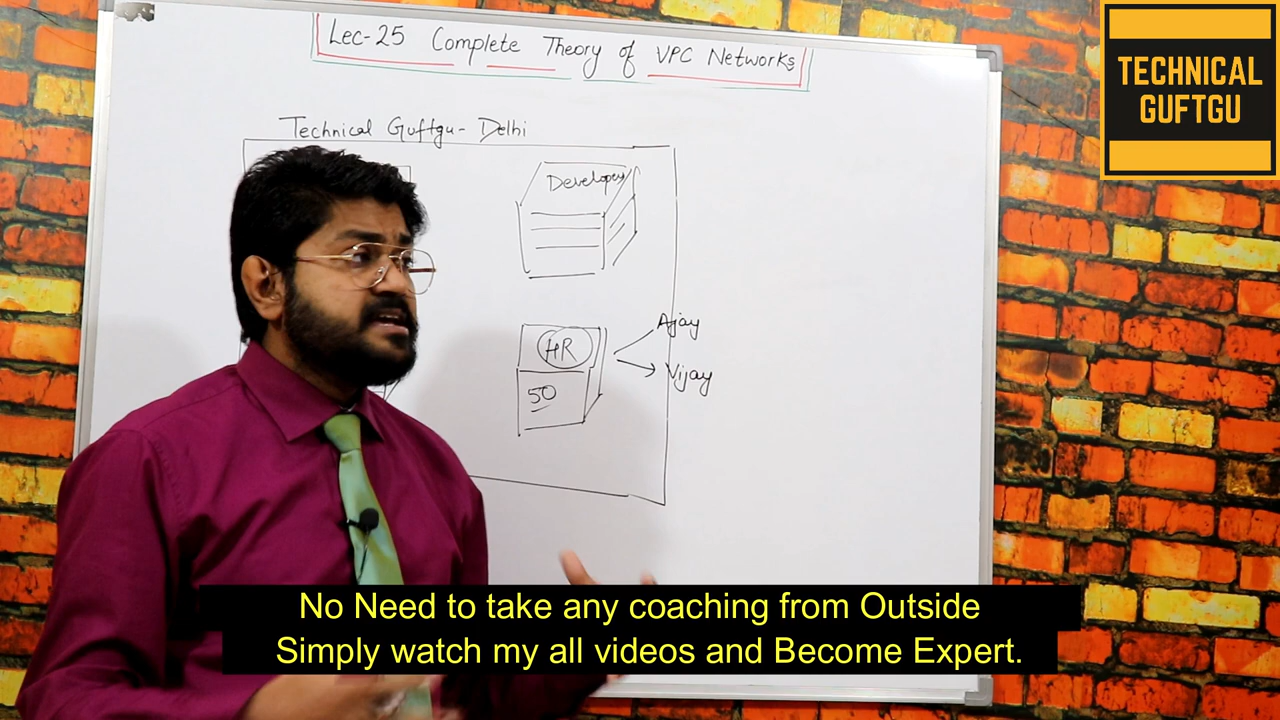 Lec-25 Complete Theory of VPC Networks
TECHNICAL
GUFTGU
Technical Guftgu- Delhi
Developer
HR
50
Ajay
Vijay
No Need to take any coaching from Outside
Simply watch my all videos and Become Expert.